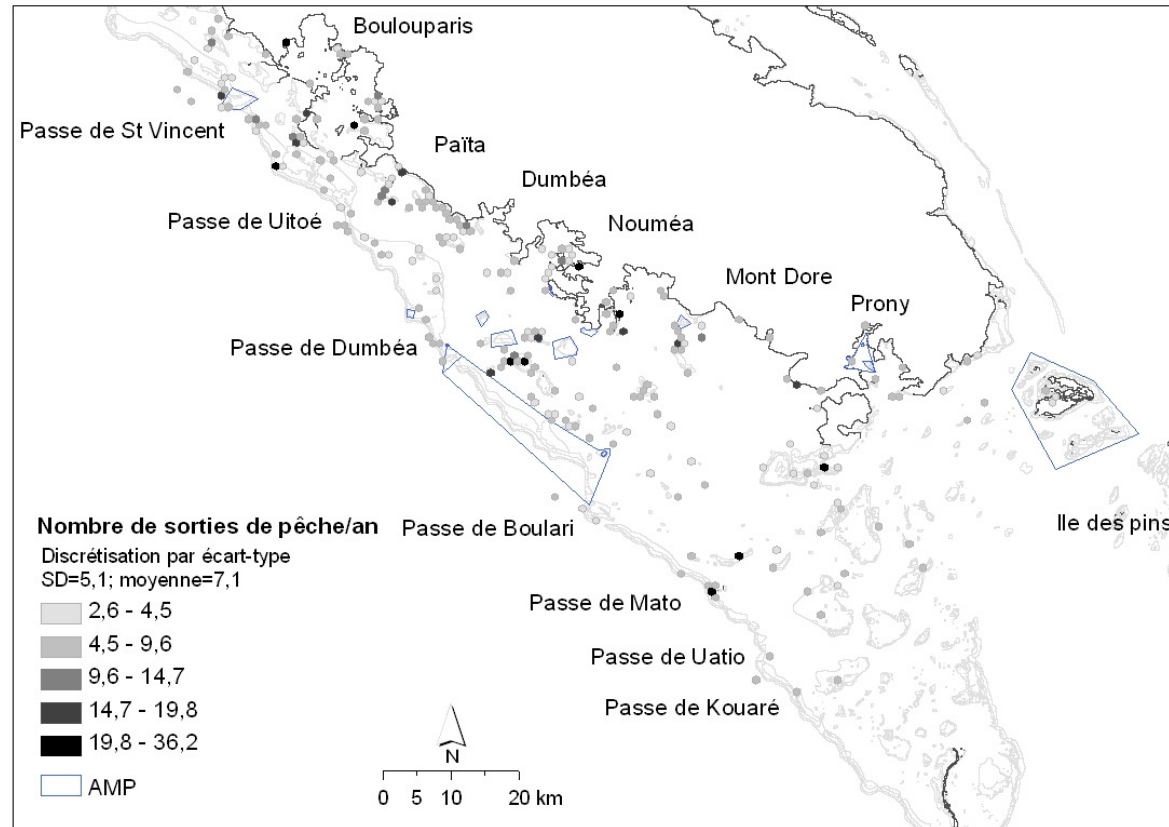 Boulouparis
Passe de St Vincent
Païta
Dumbéa
Passe de Uitoé
Nouméa
Mont Dore
Prony
Passe de Dumbéa
Passe de Boulari
Ile des pins
Passe de Mato
Passe de Uatio
Passe de Kouaré
Nombre de sorties de pêche/an
Discrétisation par écart-type
SD=5,1; moyenne=7,1
2,6 - 4,5
4,5 - 9,6
9,6 - 14,7
14,7 - 19,8
19,8 - 36,2
AMP
N
0 5 10 20 km